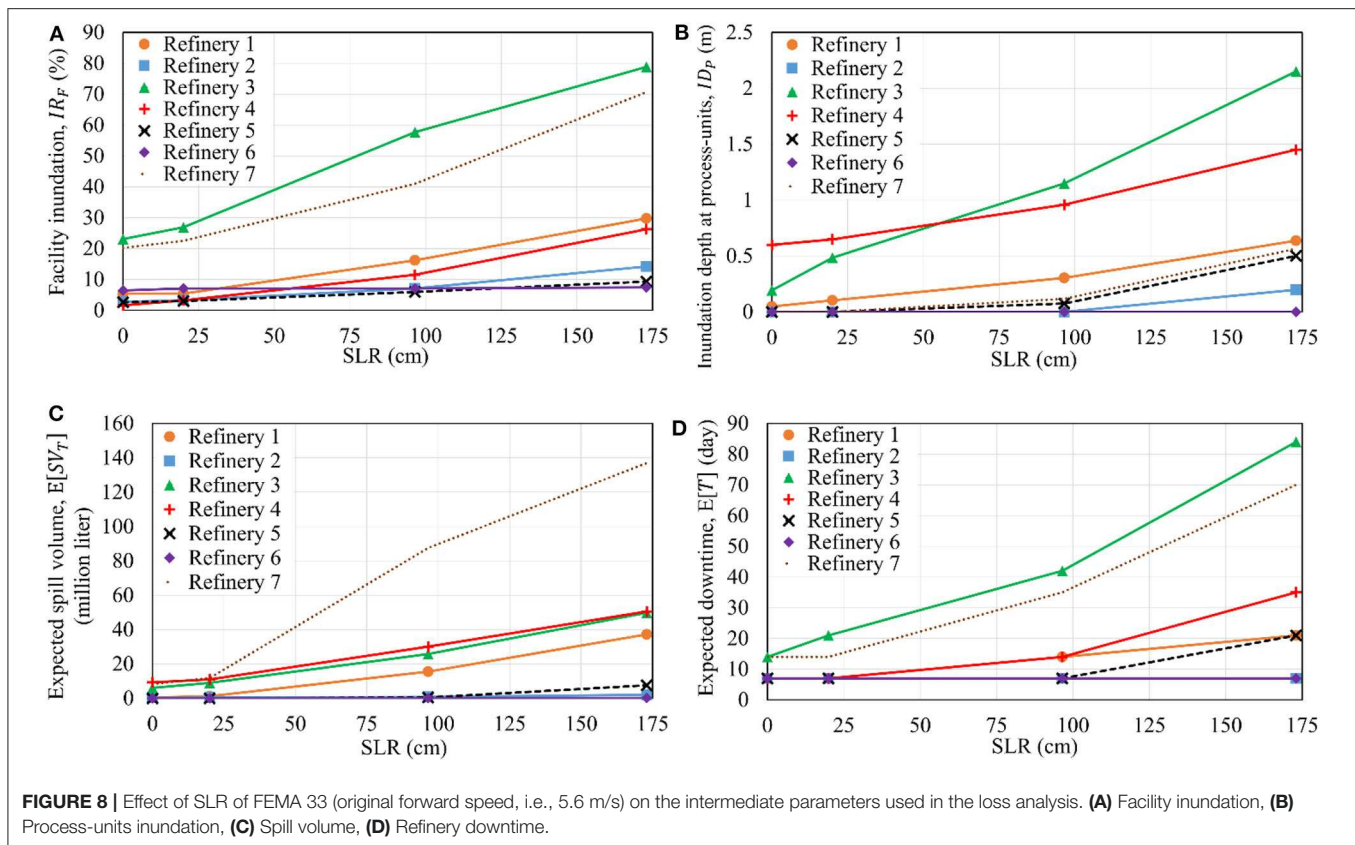 A
Facility inundation, IR_F (%)
90
80
70
60
50
40
30
20
10
0
Refinery 1
Refinery 2
Refinery 3
Refinery 4
Refinery 5
Refinery 6
Refinery 7
0 25 50 75 100 125 150 175
SLR (cm)
B
Inundation depth at process-units, ID_P (m)
2.5
2
1.5
1
0.5
0
Refinery 1
Refinery 2
Refinery 3
Refinery 4
Refinery 5
Refinery 6
Refinery 7
0 25 50 75 100 125 150 175
SLR (cm)
C
Expected spill volume, E[SV_T]
(million liter)
160
140
120
100
80
60
40
20
0
Refinery 1
Refinery 2
Refinery 3
Refinery 4
Refinery 5
Refinery 6
Refinery 7
0 25 50 75 100 125 150 175
SLR (cm)
D
Expected downtime, E[T] (day)
90
80
70
60
50
40
30
20
10
0
Refinery 1
Refinery 2
Refinery 3
Refinery 4
Refinery 5
Refinery 6
Refinery 7
0 25 50 75 100 125 150 175
SLR (cm)
FIGURE 8 | Effect of SLR of FEMA 33 (original forward speed, i.e., 5.6 m/s) on the intermediate parameters used in the loss analysis. (A) Facility inundation, (B)
Process-units inundation, (C) Spill volume, (D) Refinery downtime.